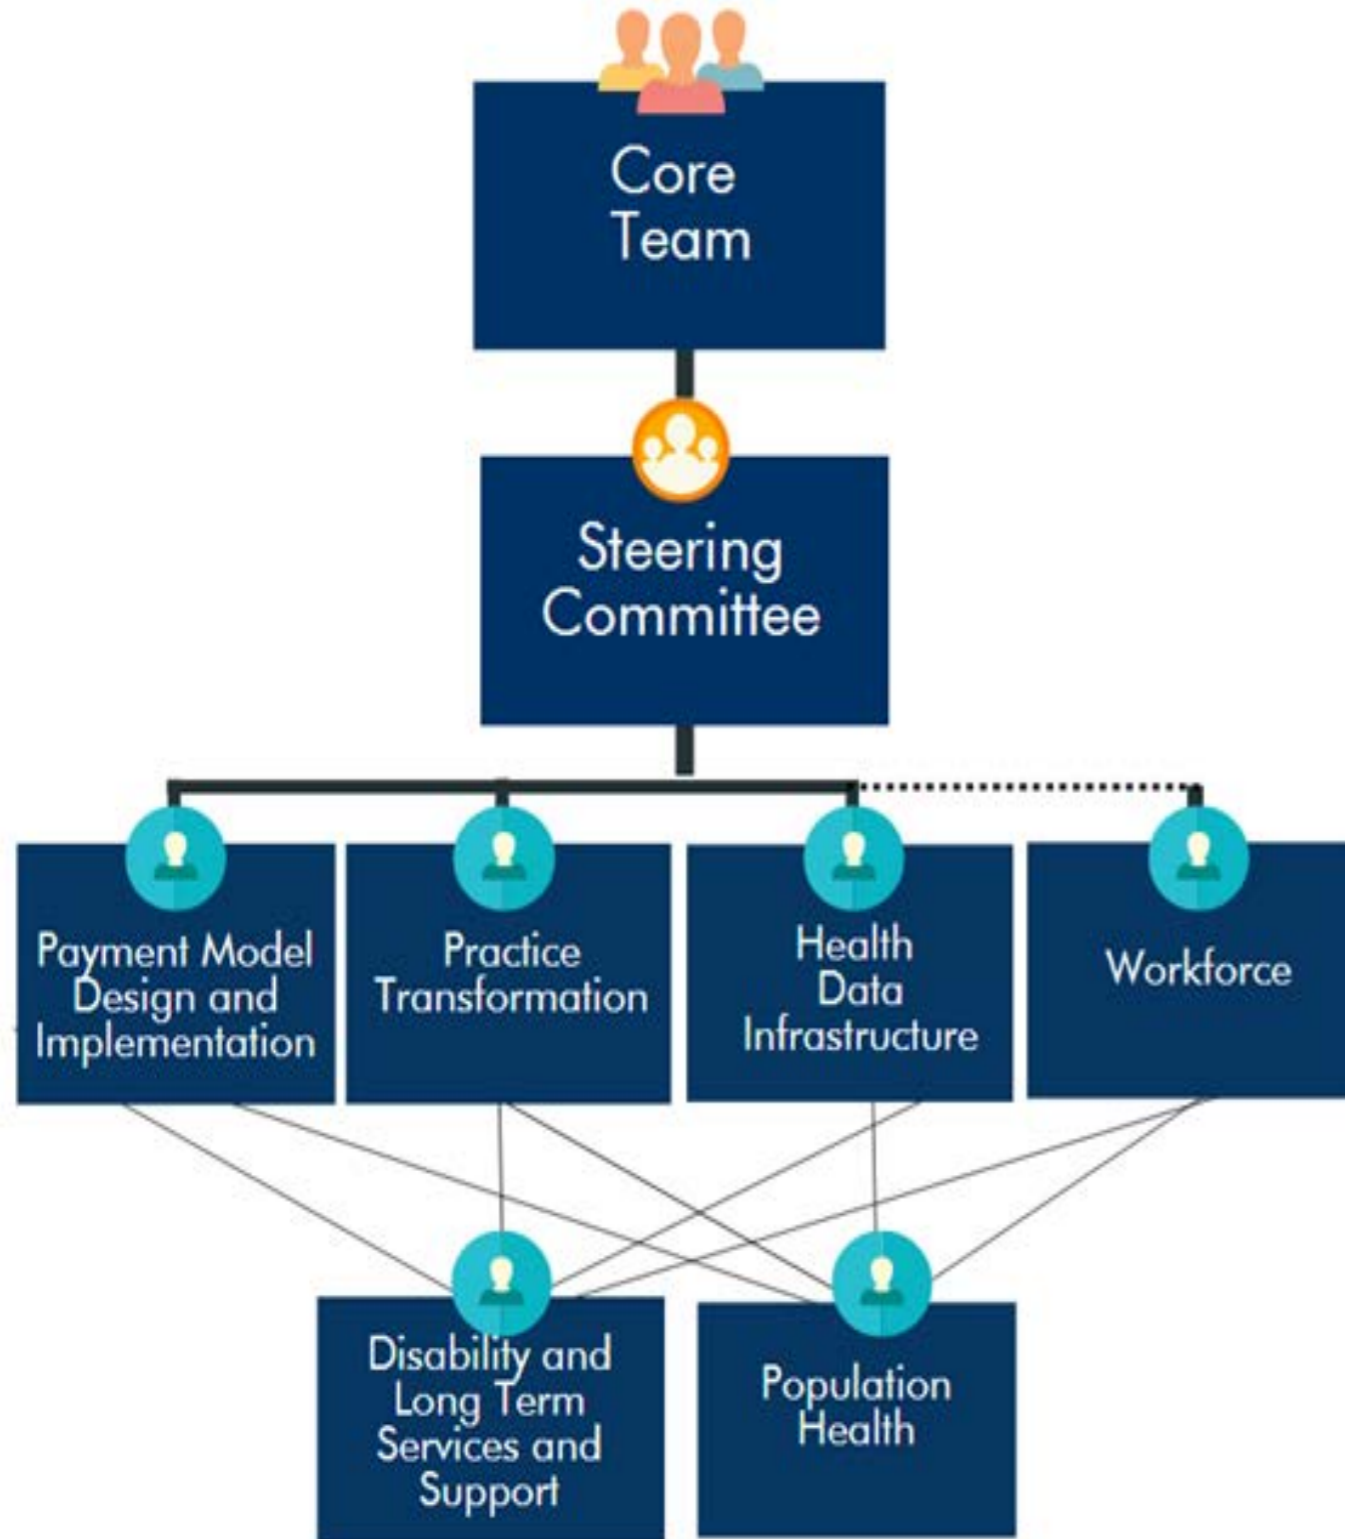 Core
Team
Steering
Committee
Payment Model
Design and
Implementation
Practice
Transformation
Health
Data
Infrastructure
Workforce
Disability and
Long Term
Services and
Support
Population
Health